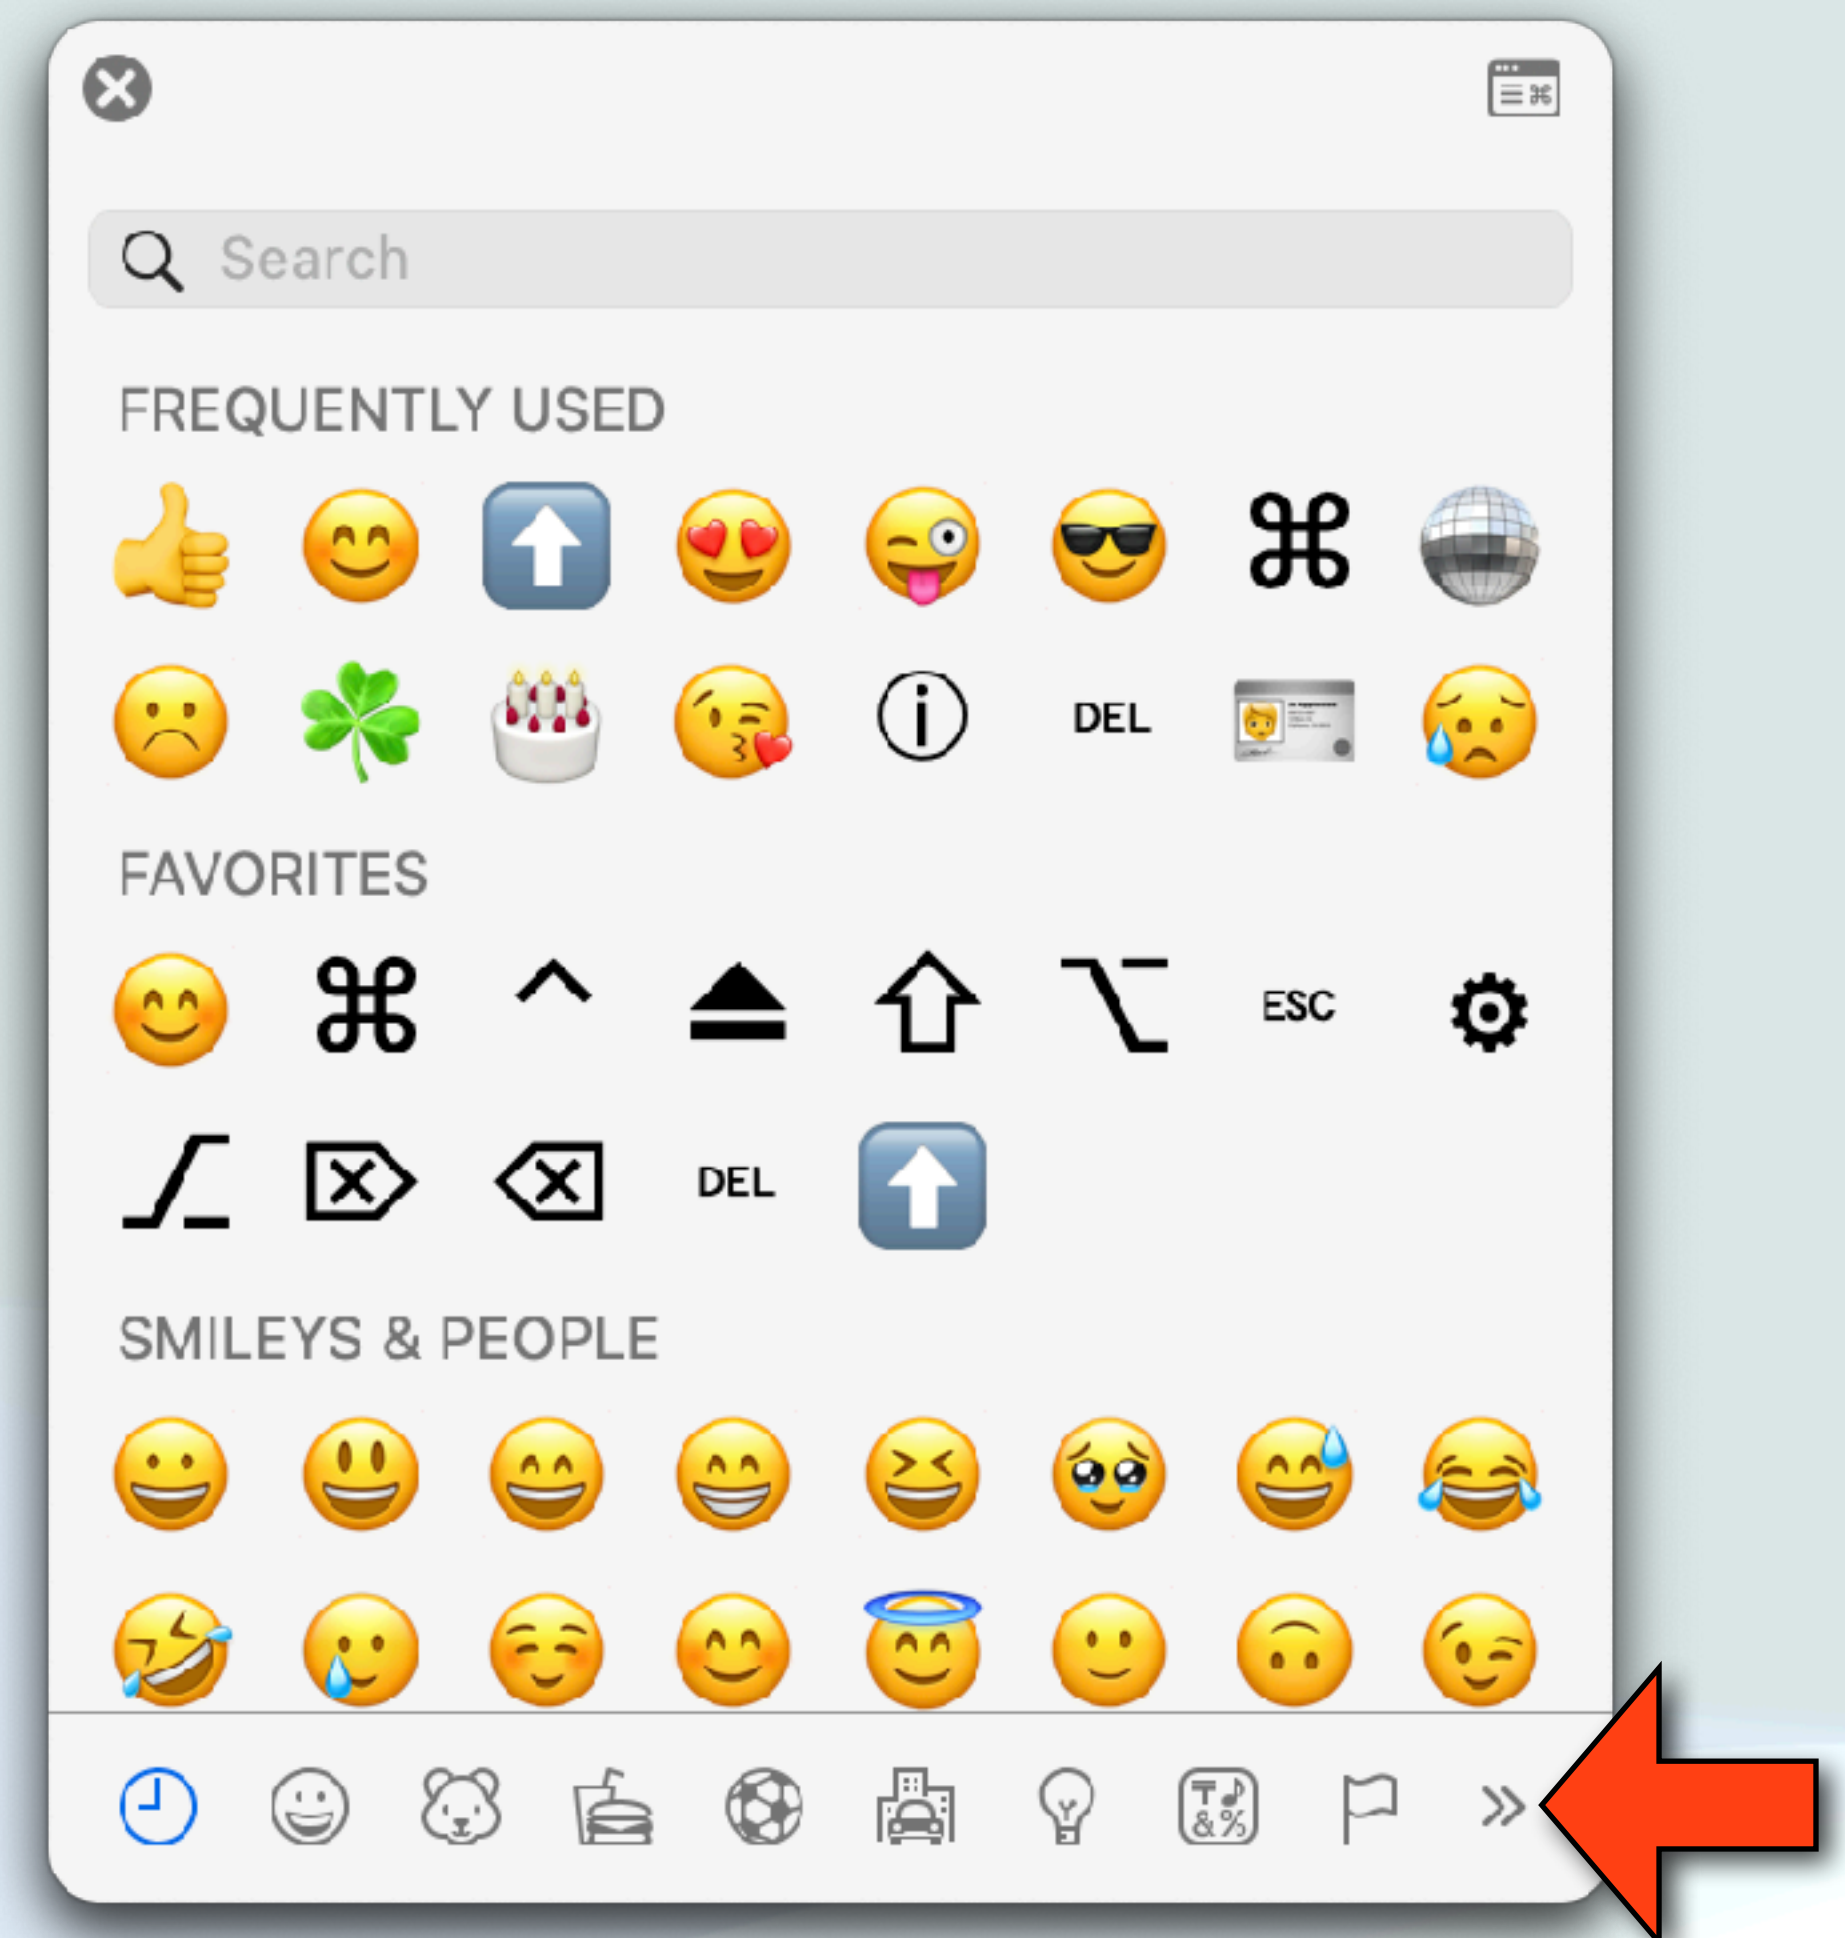 Search
FREQUENTLY USED
DEL
FAVORITES
ESC
DEL
SMILEYS & PEOPLE